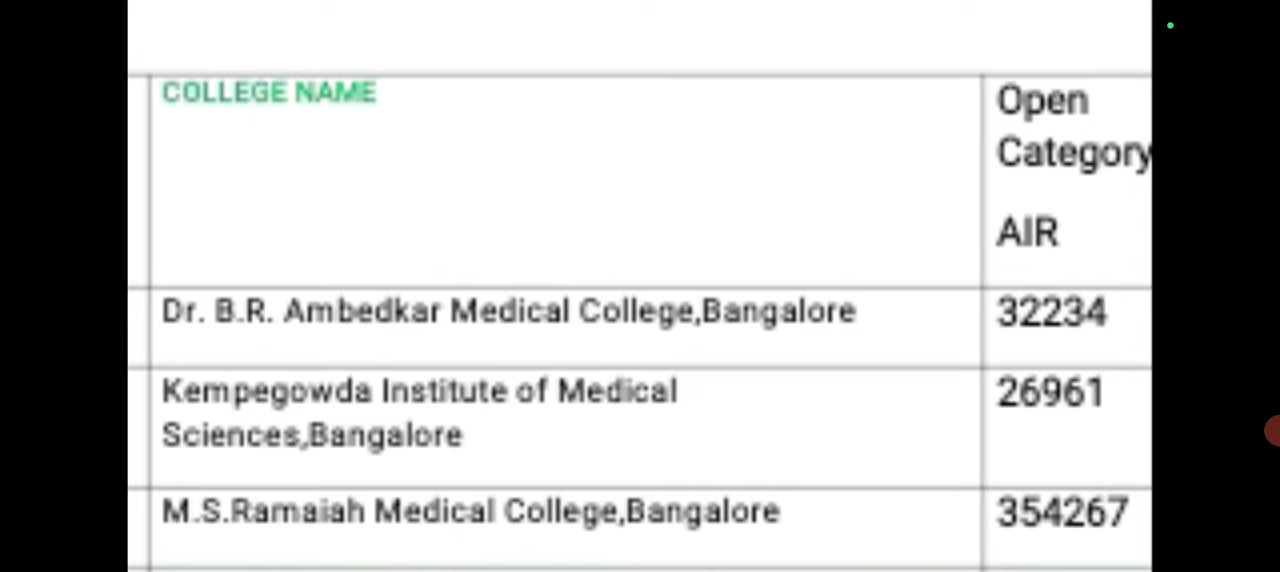 COLLEGE NAME
Open
Category
AIR
Dr. B.R. Ambedkar Medical College,Bangalore
32234
Kempegowda Institute of Medical
Sciences,Bangalore
26961
M.S.Ramaiah Medical College,Bangalore
354267